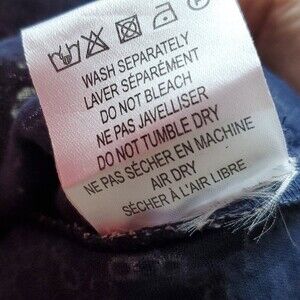 WASH SEPARATELY
LAVER SÉPARÉMENT
DO NOT BLEACH
NE PAS JAVELLISER
DO NOT TUMBLE DRY
NE PAS SÉCHER EN MACHINE
AIR DRY
SÉCHER À L'AIR LIBRE